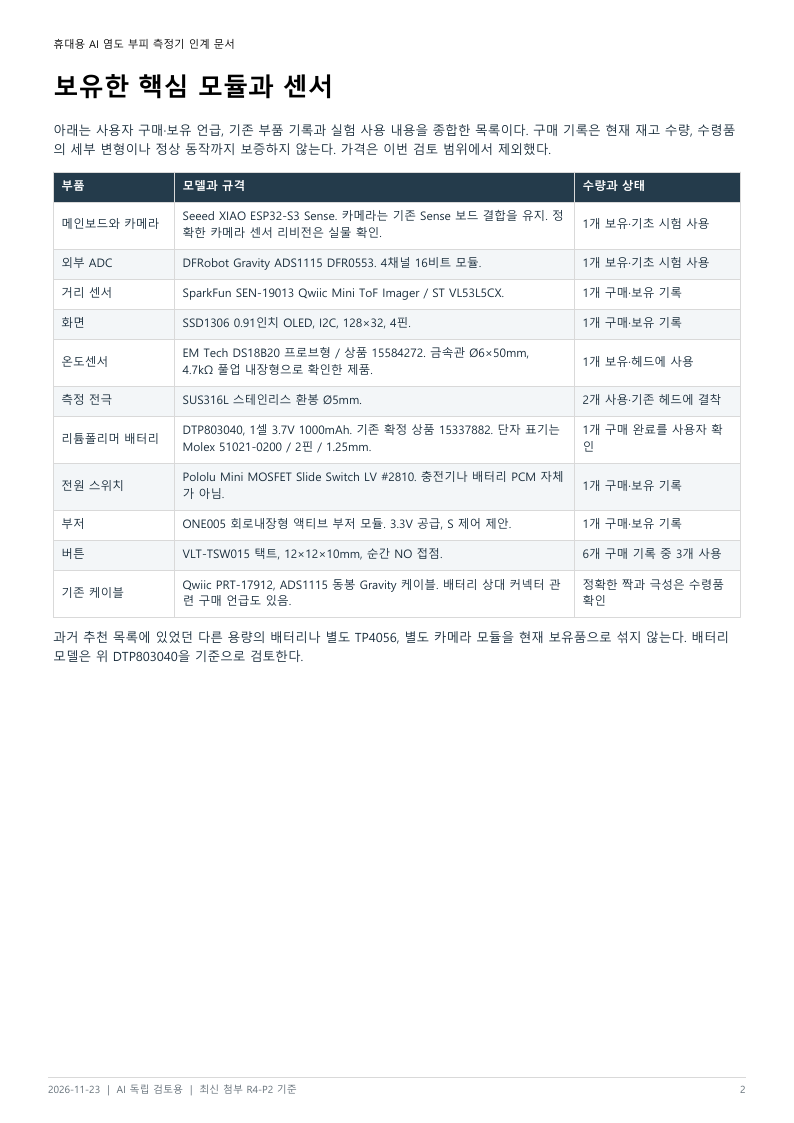 휴대용 AI 염도 부피 측정기 인계 문서
보유한 핵심 모듈과 센서
아래는 사용자 구매·보유 언급, 기존 부품 기록과 실험 사용 내용을 종합한 목록이다. 구매 기록은 현재 재고 수량, 수령품
의 세부 변형이나 정상 동작까지 보증하지 않는다. 가격은 이번 검토 범위에서 제외했다.
부품 모델과 규격 수량과 상태
메인보드와 카메라 Seeed XIAO ESP32-S3 Sense. 카메라는 기존 Sense 보드 결합을 유지. 정 1개 보유·기초 시험 사용
확한 카메라 센서 리비전은 실물 확인.
외부 ADC DFRobot Gravity ADS1115 DFR0553. 4채널 16비트 모듈. 1개 보유·기초 시험 사용
거리 센서 SparkFun SEN-19013 Qwiic Mini ToF Imager / ST VL53L5CX. 1개 구매·보유 기록
화면 SSD1306 0.91인치 OLED, I2C, 128×32, 4핀. 1개 구매·보유 기록
온도센서 EM Tech DS18B20 프로브형 / 상품 15584272. 금속관 Ø6×50mm, 1개 보유·헤드에 사용
4.7kΩ 풀업 내장형으로 확인한 제품.
측정 전극 SUS316L 스테인리스 환봉 Ø5mm. 2개 사용·기존 헤드에 결착
리튬폴리머 배터리 DTP803040, 1셀 3.7V 1000mAh. 기존 확정 상품 15337882. 단자 표기는 1개 구매 완료를 사용자 확
Molex 51021-0200 / 2핀 / 1.25mm. 인
전원 스위치 Pololu Mini MOSFET Slide Switch LV #2810. 충전기나 배터리 PCM 자체 1개 구매·보유 기록
가 아님.
부저 ONE005 회로내장형 액티브 부저 모듈. 3.3V 공급, S 제어 제안. 1개 구매·보유 기록
버튼 VLT-TSW015 택트, 12×12×10mm, 순간 NO 접점. 6개 구매 기록 중 3개 사용
기존 케이블 Qwiic PRT-17912, ADS1115 동봉 Gravity 케이블. 배터리 상대 커넥터 관 정확한 짝과 극성은 수령품
련 구매 언급도 있음. 확인
과거 추천 목록에 있었던 다른 용량의 배터리나 별도 TP4056, 별도 카메라 모듈을 현재 보유품으로 섞지 않는다. 배터리
모델은 위 DTP803040을 기준으로 검토한다.
2026-11-23 | AI 독립 검토용 | 최신 첨부 R4-P2 기준 2